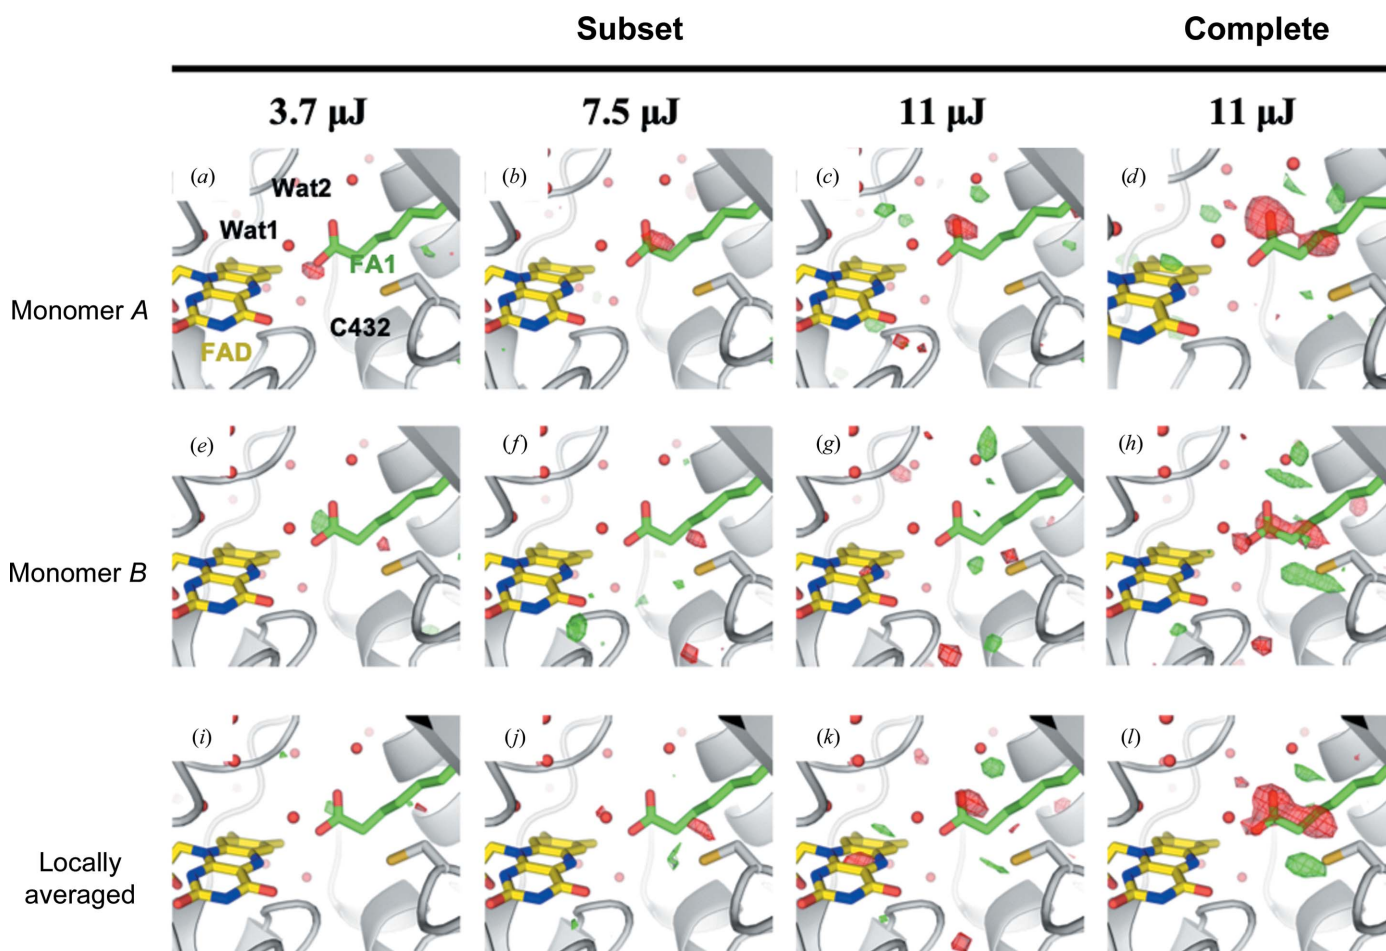 Subset Complete
3.7 µJ 7.5 µJ 11 µJ 11 µJ
(a) (b) (c) (d)
Wat2
Wat1
FA1
Monomer A
C432
FAD
(e) (f) (g) (h)
Monomer B
(i) (j) (k) (l)
Locally
averaged